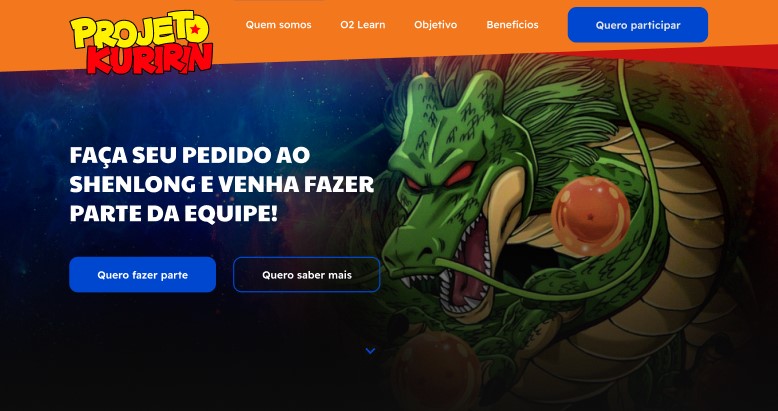 PROJETO
KURIRIN
Quem somos
O2 Learn
Objetivo
Benefícios
Quero participar
FAÇA SEU PEDIDO AO
SHENLONG E VENHA FAZER
PARTE DA EQUIPE!
Quero fazer parte
Quero saber mais